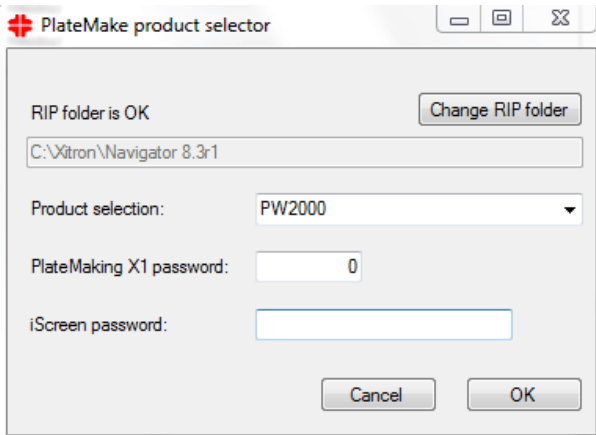 PlateMake product selector
RIP folder is OK
Change RIP folder
C:\Xitron\Navigator 8.3r1
Product selection:
PW2000
PlateMaking X1 password:
0
iScreen password:
Cancel
OK